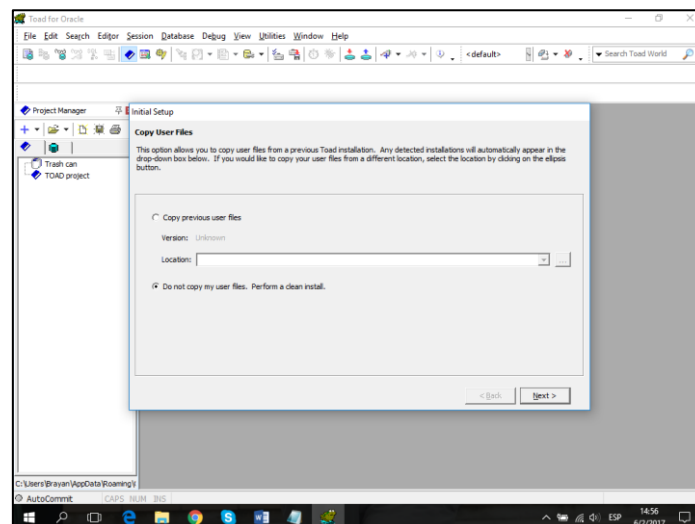 Toad for Oracle
File Edit Search Editor Session Database Debug View Utilities Window Help
<default>
Search Toad World
Project Manager
Initial Setup
Copy User Files
This option allows you to copy user files from a previous Toad installation. Any detected installations will automatically appear in the
drop-down box below. If you would like to copy your user files from a different location, select the location by clicking on the ellipsis
button.
Trash can
TOAD project
Copy previous user files
Version: Unknown
Location:
...
Do not copy my user files. Perform a clean install.
< Back
Next >
C:\Users\Brayan\AppData\Roaming\
AutoCommit
CAPS NUM INS
ESP
14:56
6/2/2017